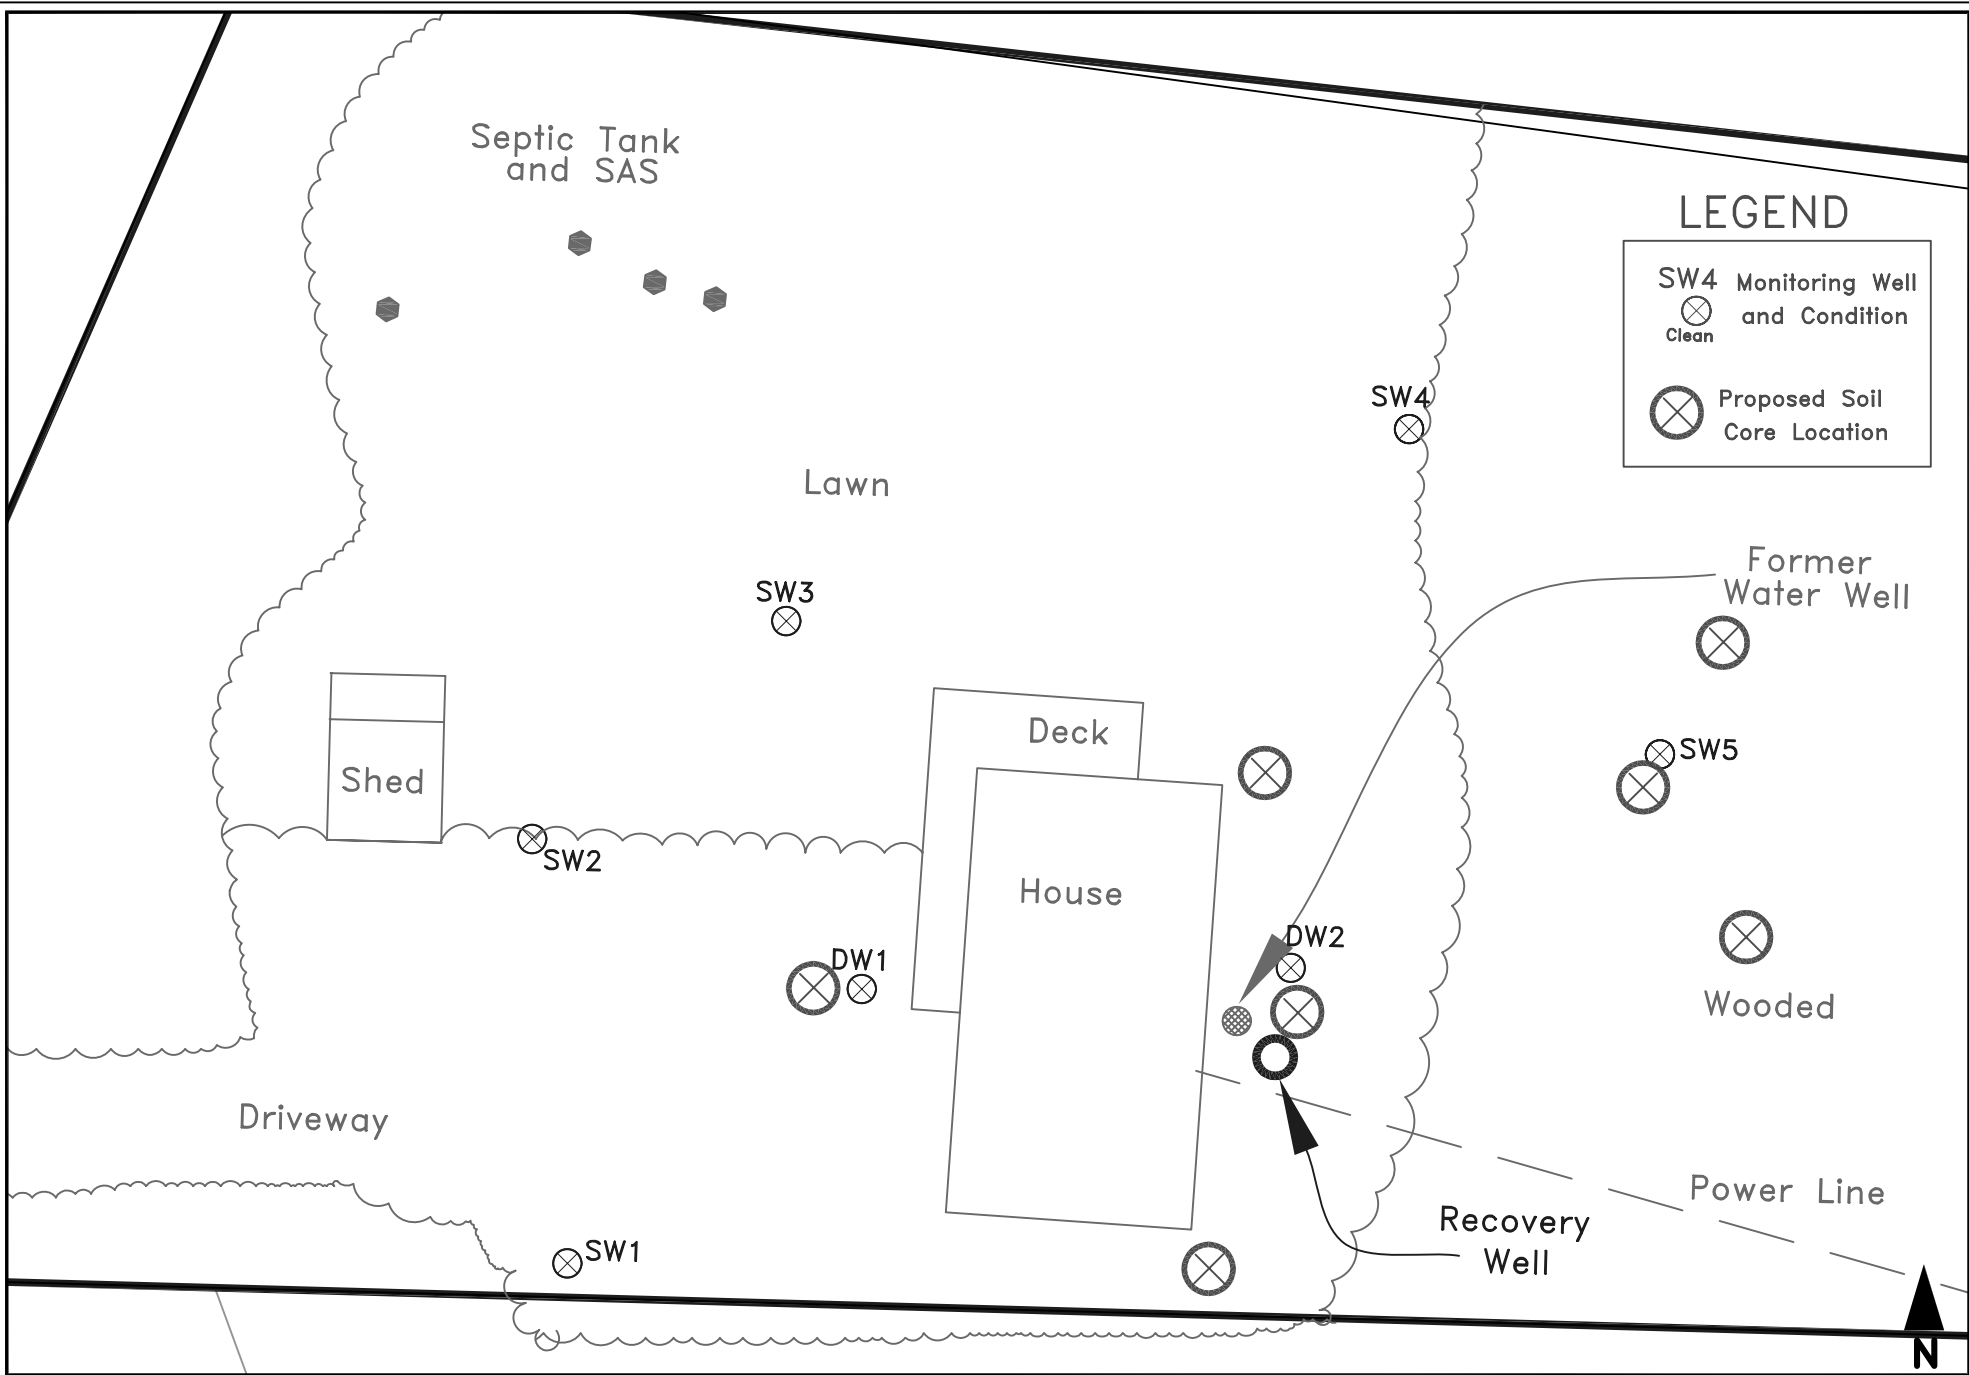 Septic Tank
and SAS
LEGEND
SW4 Monitoring Well
and Condition
Clean
Proposed Soil
Core Location
SW4
Lawn
Former
Water Well
SW3
Deck
SW5
Shed
SW2
House
DW2
DW1
Wooded
Driveway
Power Line
Recovery
Well
SW1
N